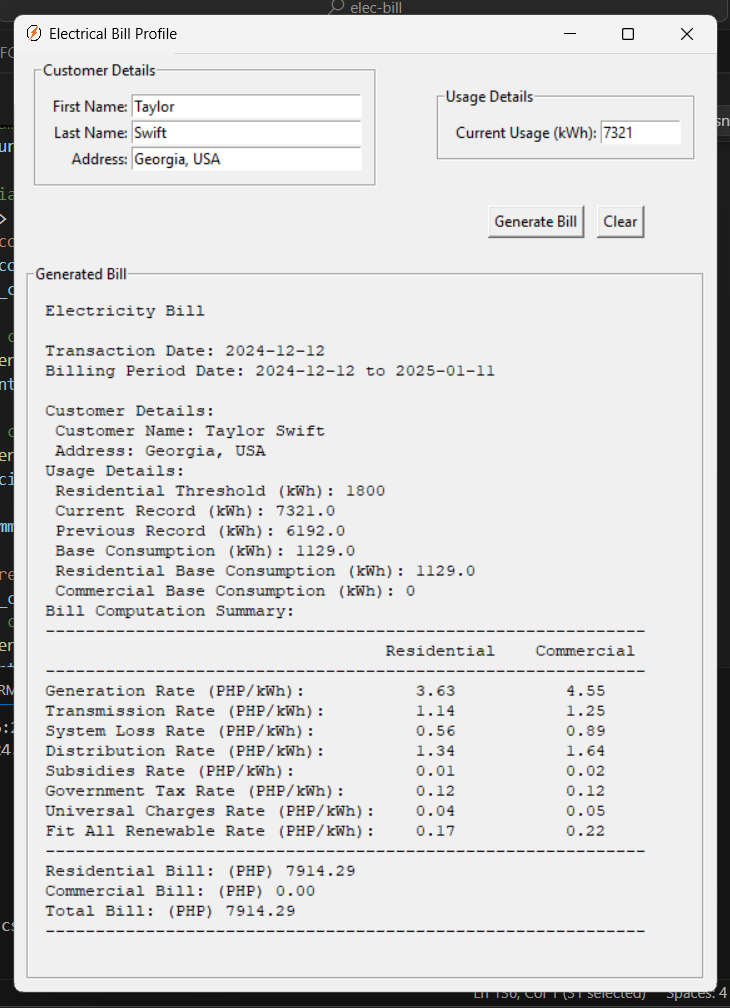 elec-bill
Electrical Bill Profile
Customer Details
First Name: Taylor
Last Name: Swift
Address: Georgia, USA
Usage Details
Current Usage (kWh): 7321
Generate Bill Clear
Generated Bill
Electricity Bill
Transaction Date: 2024-12-12
Billing Period Date: 2024-12-12 to 2025-01-11
Customer Details:
Customer Name: Taylor Swift
Address: Georgia, USA
Usage Details:
Residential Threshold (kWh): 1800
Current Record (kWh): 7321.0
Previous Record (kWh): 6192.0
Base Consumption (kWh): 1129.0
Residential Base Consumption (kWh): 1129.0
Commercial Base Consumption (kWh): 0
Bill Computation Summary:
------------------------------------------------------------
Residential Commercial
------------------------------------------------------------
Generation Rate (PHP/kWh): 3.63 4.55
Transmission Rate (PHP/kWh): 1.14 1.25
System Loss Rate (PHP/kWh): 0.56 0.89
Distribution Rate (PHP/kWh): 1.34 1.64
Subsidies Rate (PHP/kWh): 0.01 0.02
Government Tax Rate (PHP/kWh): 0.12 0.12
Universal Charges Rate (PHP/kWh): 0.04 0.05
Fit All Renewable Rate (PHP/kWh): 0.17 0.22
------------------------------------------------------------
Residential Bill: (PHP) 7914.29
Commercial Bill: (PHP) 0.00
Total Bill: (PHP) 7914.29
------------------------------------------------------------
Ln 136, Col 1 (31 selected) Spaces: 4